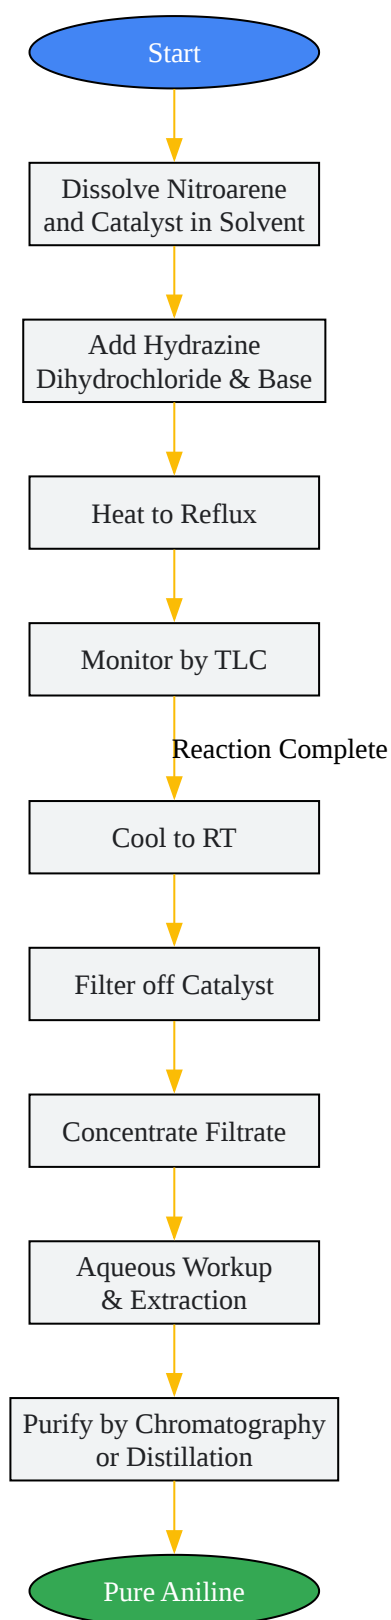 Start
Dissolve Nitroarene
and Catalyst in Solvent
Add Hydrazine
Dihydrochloride & Base
Heat to Reflux
Monitor by TLC
Reaction Complete
Cool to RT
Filter off Catalyst
Concentrate Filtrate
Aqueous Workup
& Extraction
Purify by Chromatography
or Distillation
Pure Aniline